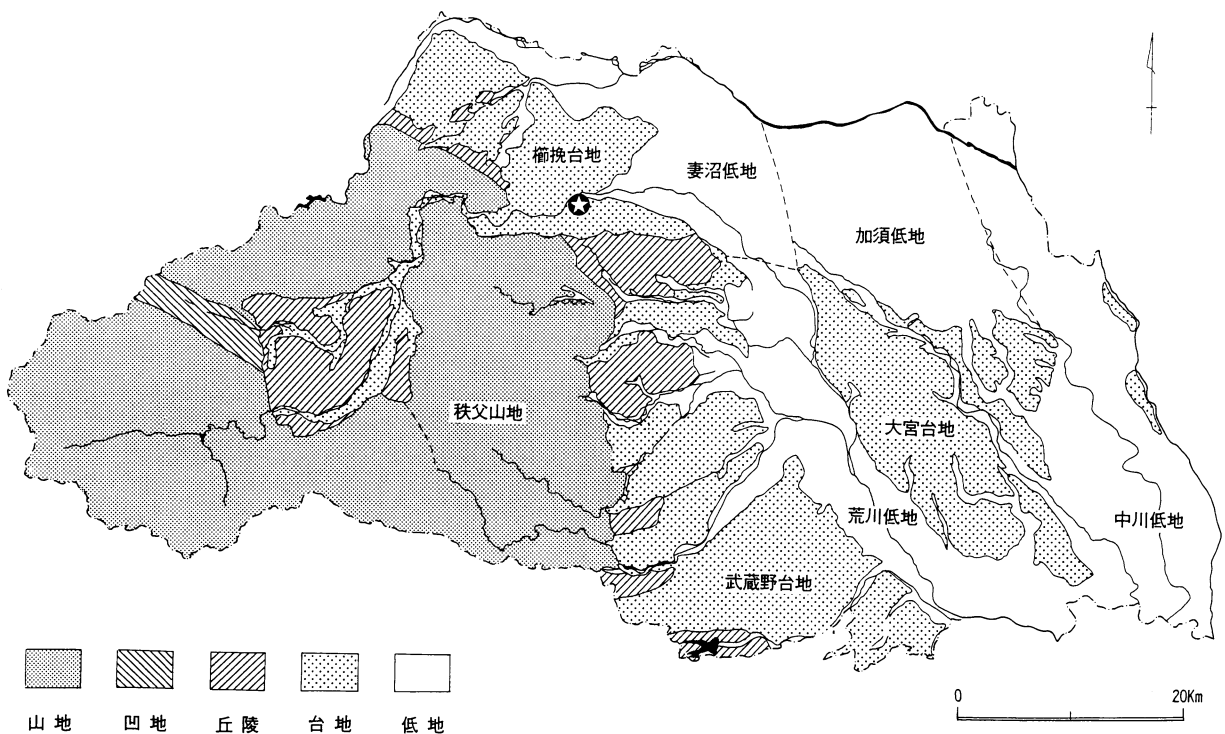 櫛挽台地
妻沼低地
加須低地
秩父山地
大宮台地
荒川低地
中川低地
武蔵野台地
山地
凹地
丘陵
台地
低地
0
20Km